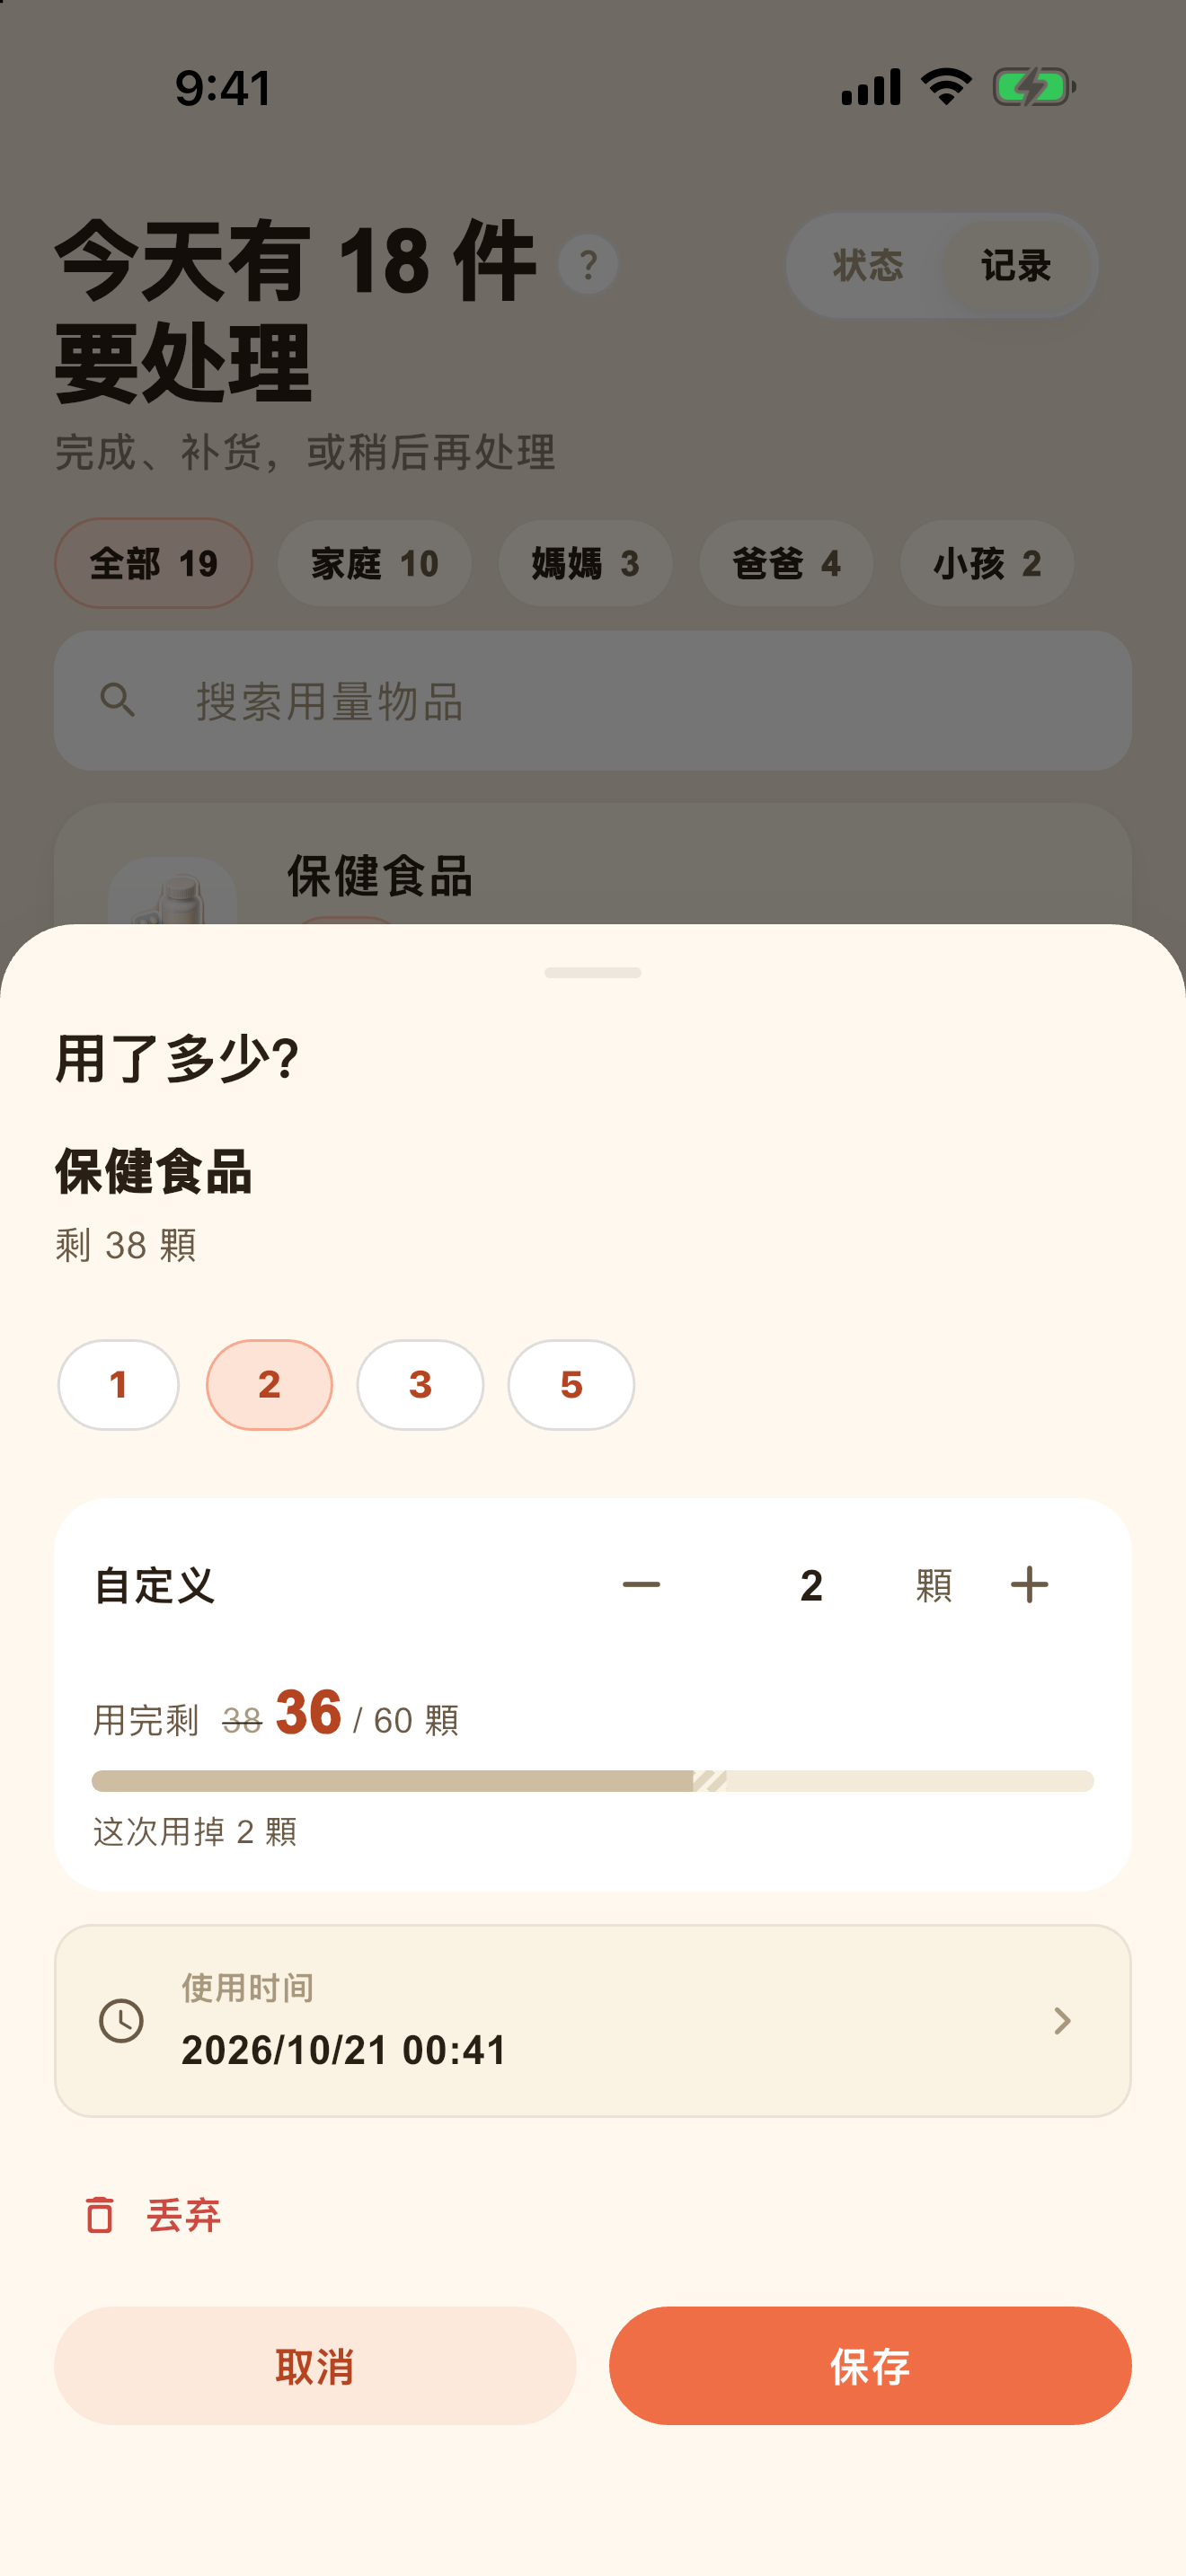 9:41
今天有 18 件
?
要处理
状态
记录
完成、补货，或稍后再处理
全部 19
家庭 10
媽媽 3
爸爸 4
小孩 2
搜索用量物品
保健食品
用了多少?
保健食品
剩 38 顆
1
2
3
5
自定义
2
顆
用完剩 38 36 / 60 顆
这次用掉 2 顆
使用时间
2026/10/21 00:41
丢弃
取消
保存